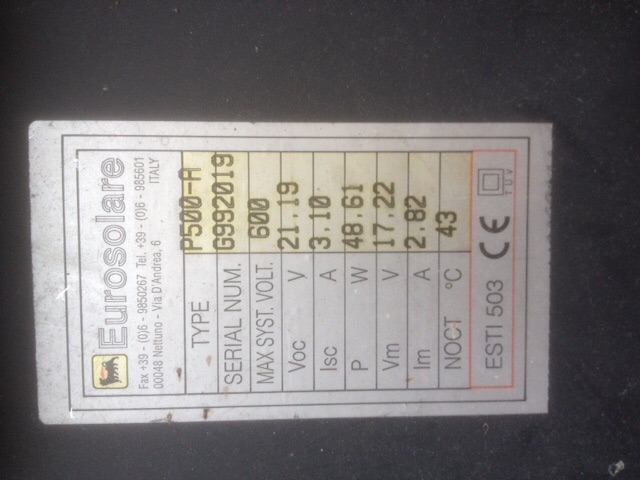 Eurosolare
Fax +39 - (0)6 - 9850267 Tel. +39 - (0)6 - 985601
00048 Nettuno - Via D'Andrea, 6 ITALY
TYPE P500-A
SERIAL NUM. G992019
MAX SYST. VOLT. 600
Voc V 21.19
Isc A 3.10
P W 48.61
Vm V 17.22
Im A 2.82
NOCT °C 43
ESTI 503 CE TUV